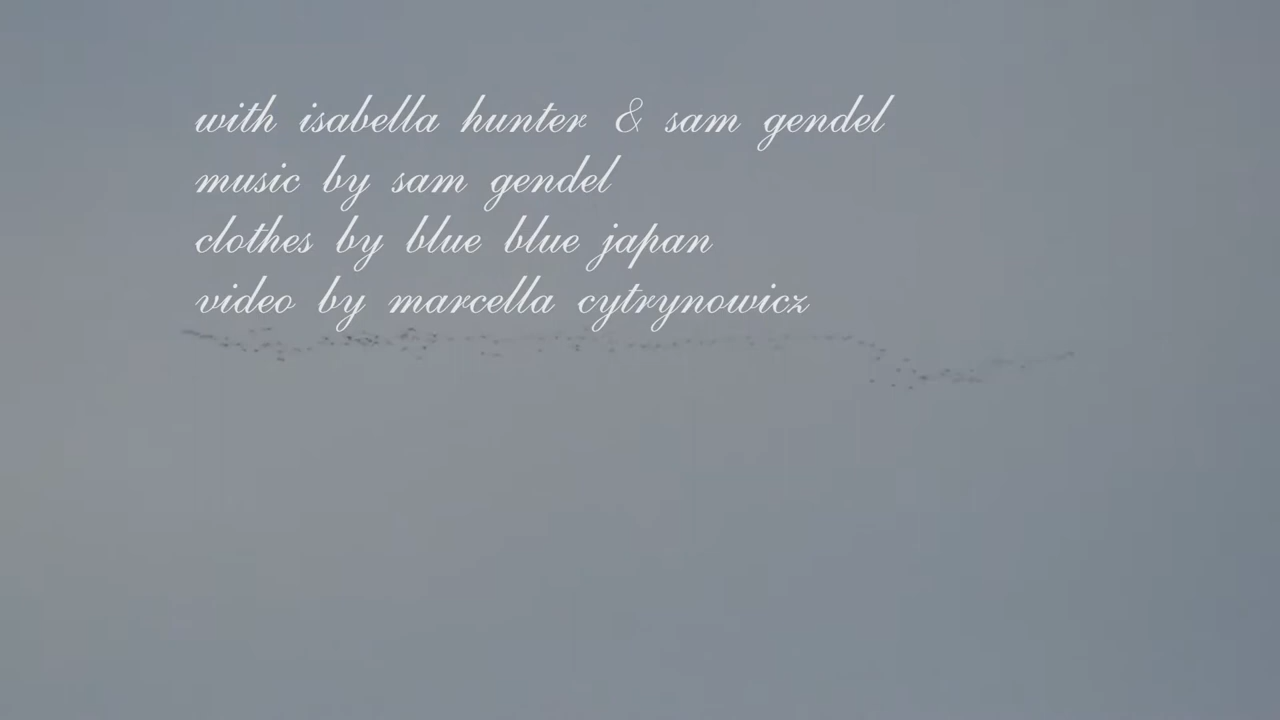 with isabella hunter & sam gendel
music by sam gendel
clothes by blue blue japan
video by marcella cytrynowicz